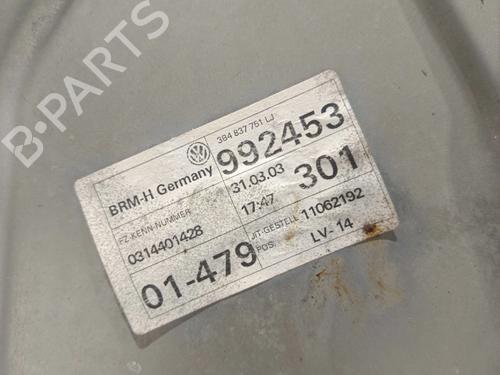 B-PARTS
3B4 837 751 LJ
BRM-H Germany
992453
31.03.03
301
FZ-KENN-NUMMER
17:47
0314401428
JIT-GESTELL 11062192
01-479
POS. LV-14